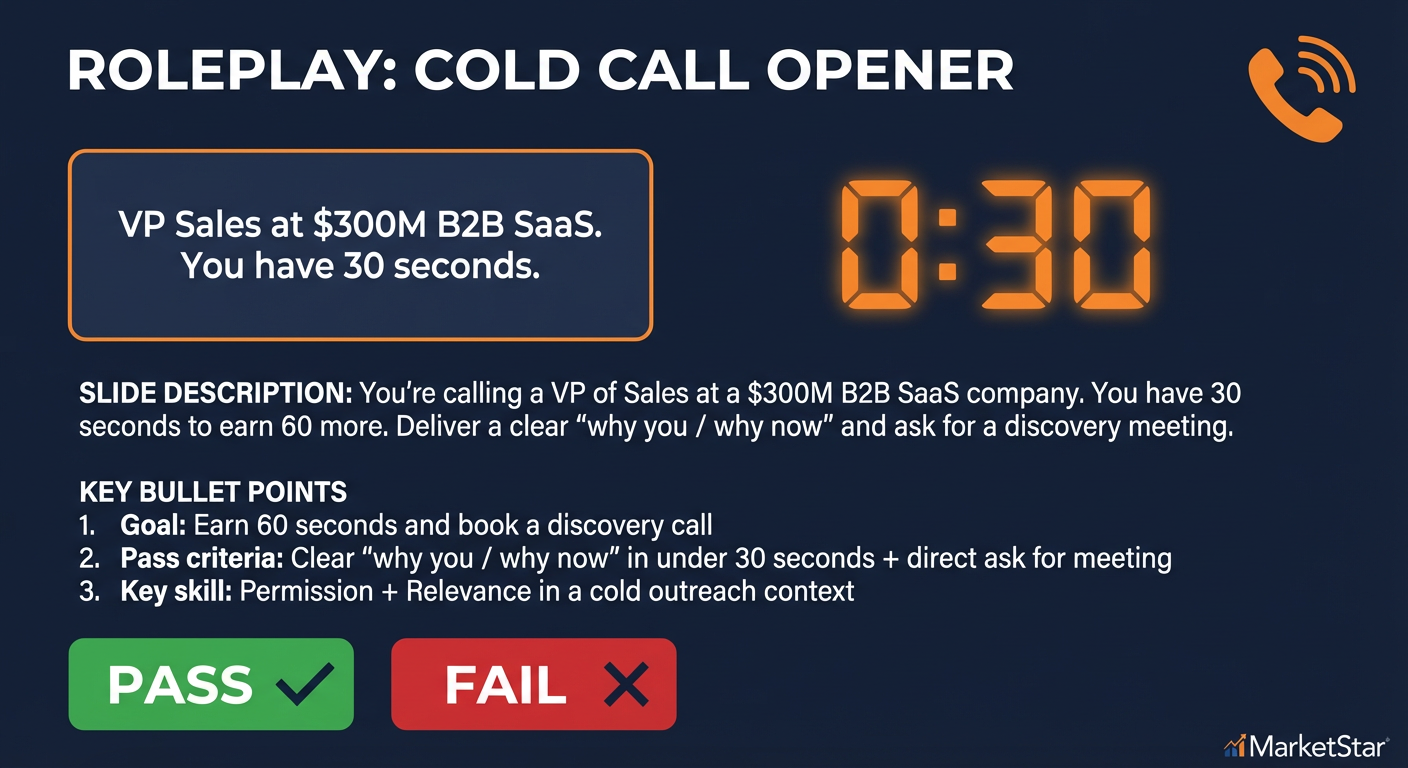 ROLEPLAY: COLD CALL OPENER
VP Sales at $300M B2B SaaS.
You have 30 seconds.
0:30
SLIDE DESCRIPTION: You’re calling a VP of Sales at a $300M B2B SaaS company. You have 30
seconds to earn 60 more. Deliver a clear “why you / why now” and ask for a discovery meeting.
KEY BULLET POINTS
1. Goal: Earn 60 seconds and book a discovery call
2. Pass criteria: Clear “why you / why now” in under 30 seconds + direct ask for meeting
3. Key skill: Permission + Relevance in a cold outreach context
PASS
FAIL
MarketStar